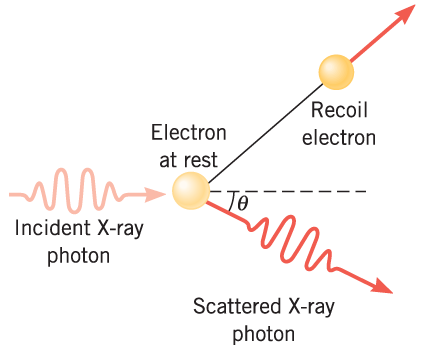 Recoil
electron
Electron
at rest
θ
Incident X-ray
photon
Scattered X-ray
photon